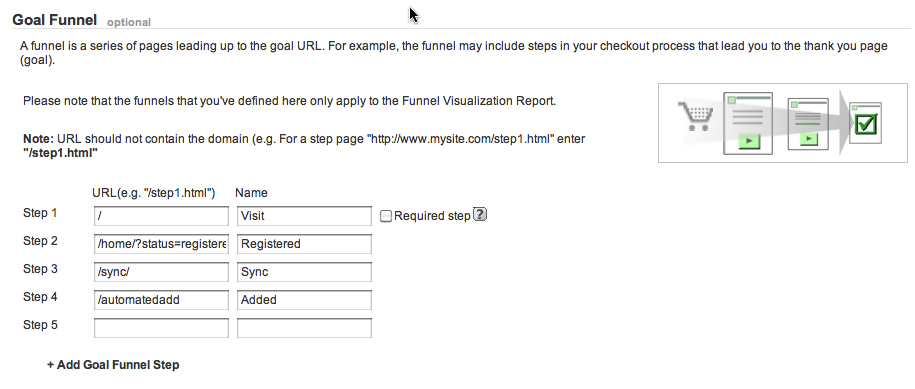 Goal Funnel optional
A funnel is a series of pages leading up to the goal URL. For example, the funnel may include steps in your checkout process that lead you to the thank you page
(goal).
Please note that the funnels that you've defined here only apply to the Funnel Visualization Report.
Note: URL should not contain the domain (e.g. For a step page "http://www.mysite.com/step1.html" enter
"/step1.html"
URL(e.g. "/step1.html") Name
Step 1 / Visit Required step ?
Step 2 /home/?status=registere Registered
Step 3 /sync/ Sync
Step 4 /automatedadd Added
Step 5
+ Add Goal Funnel Step